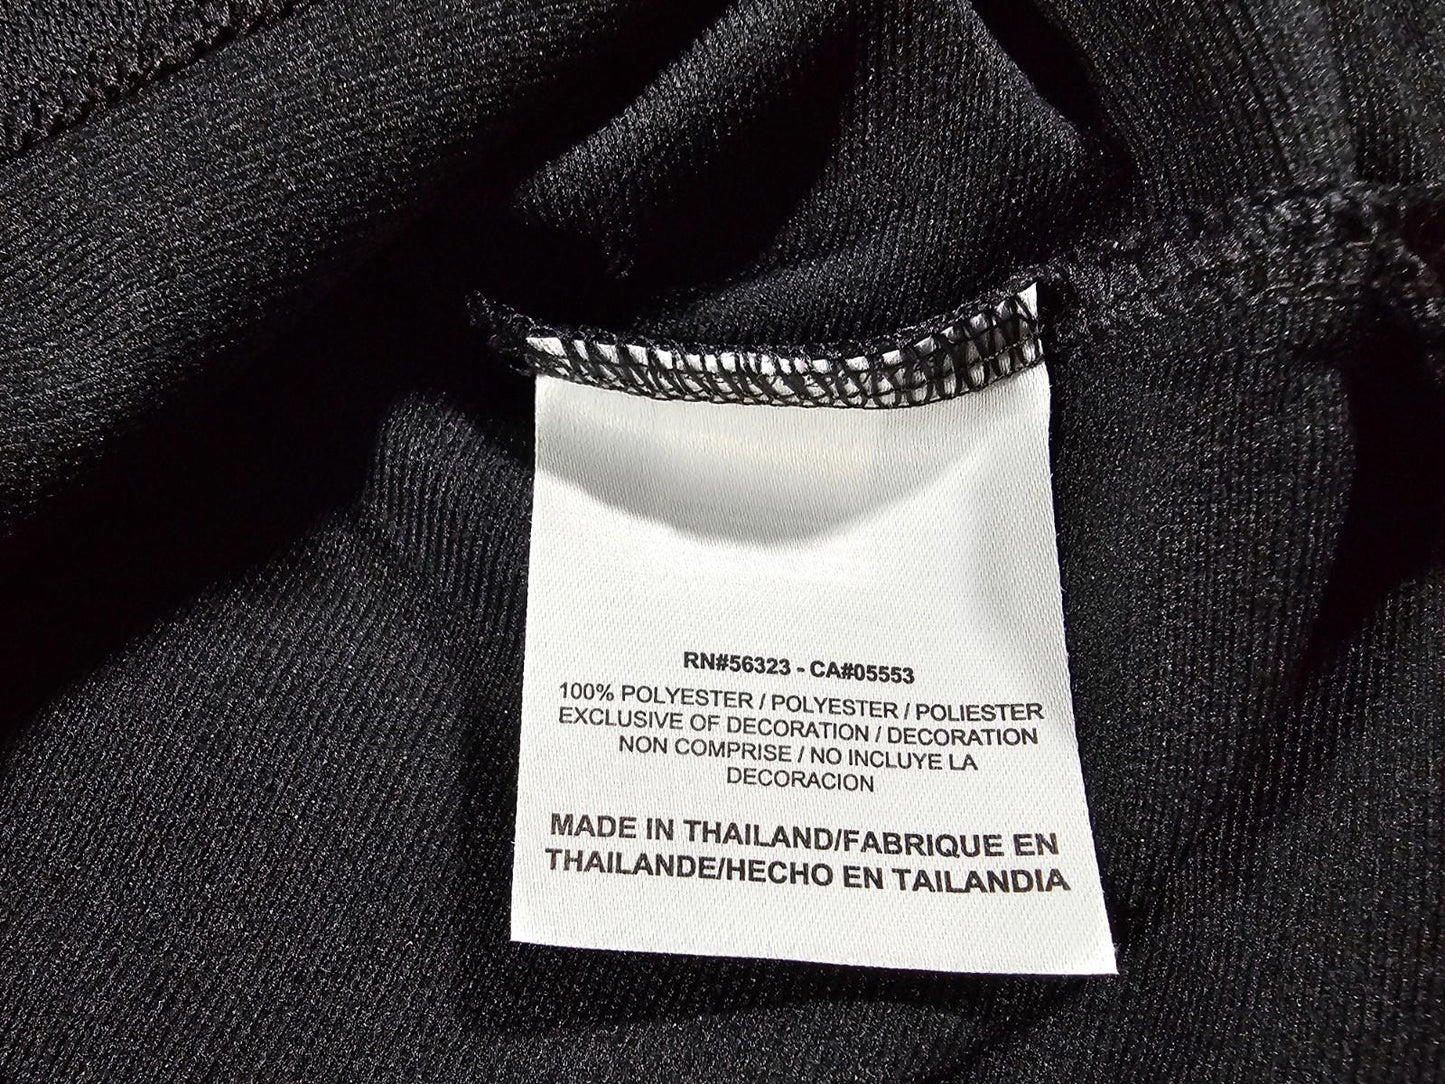 RN#56323 - CA#05553
100% POLYESTER / POLYESTER / POLIESTER
EXCLUSIVE OF DECORATION / DECORATION
NON COMPRISE / NO INCLUYE LA
DECORACION
MADE IN THAILAND/FABRIQUE EN
THAILANDE/HECHO EN TAILANDIA